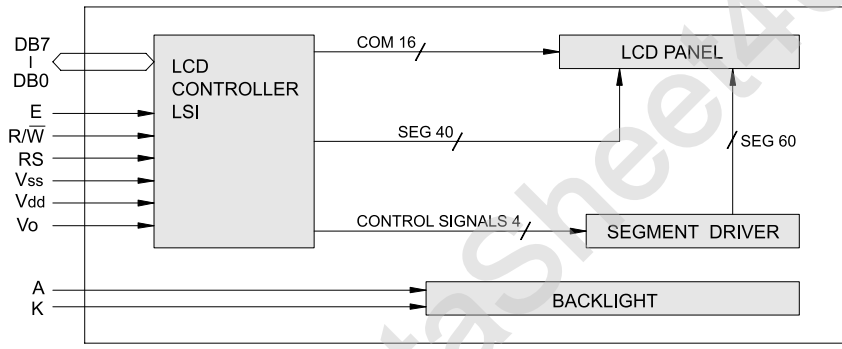 DB7
DB0
E
R/W̅
RS
Vss
Vdd
Vo
A
K
LCD
CONTROLLER
LSI
COM 16
SEG 40
CONTROL SIGNALS 4
LCD PANEL
SEG 60
SEGMENT DRIVER
BACKLIGHT
taSheet4